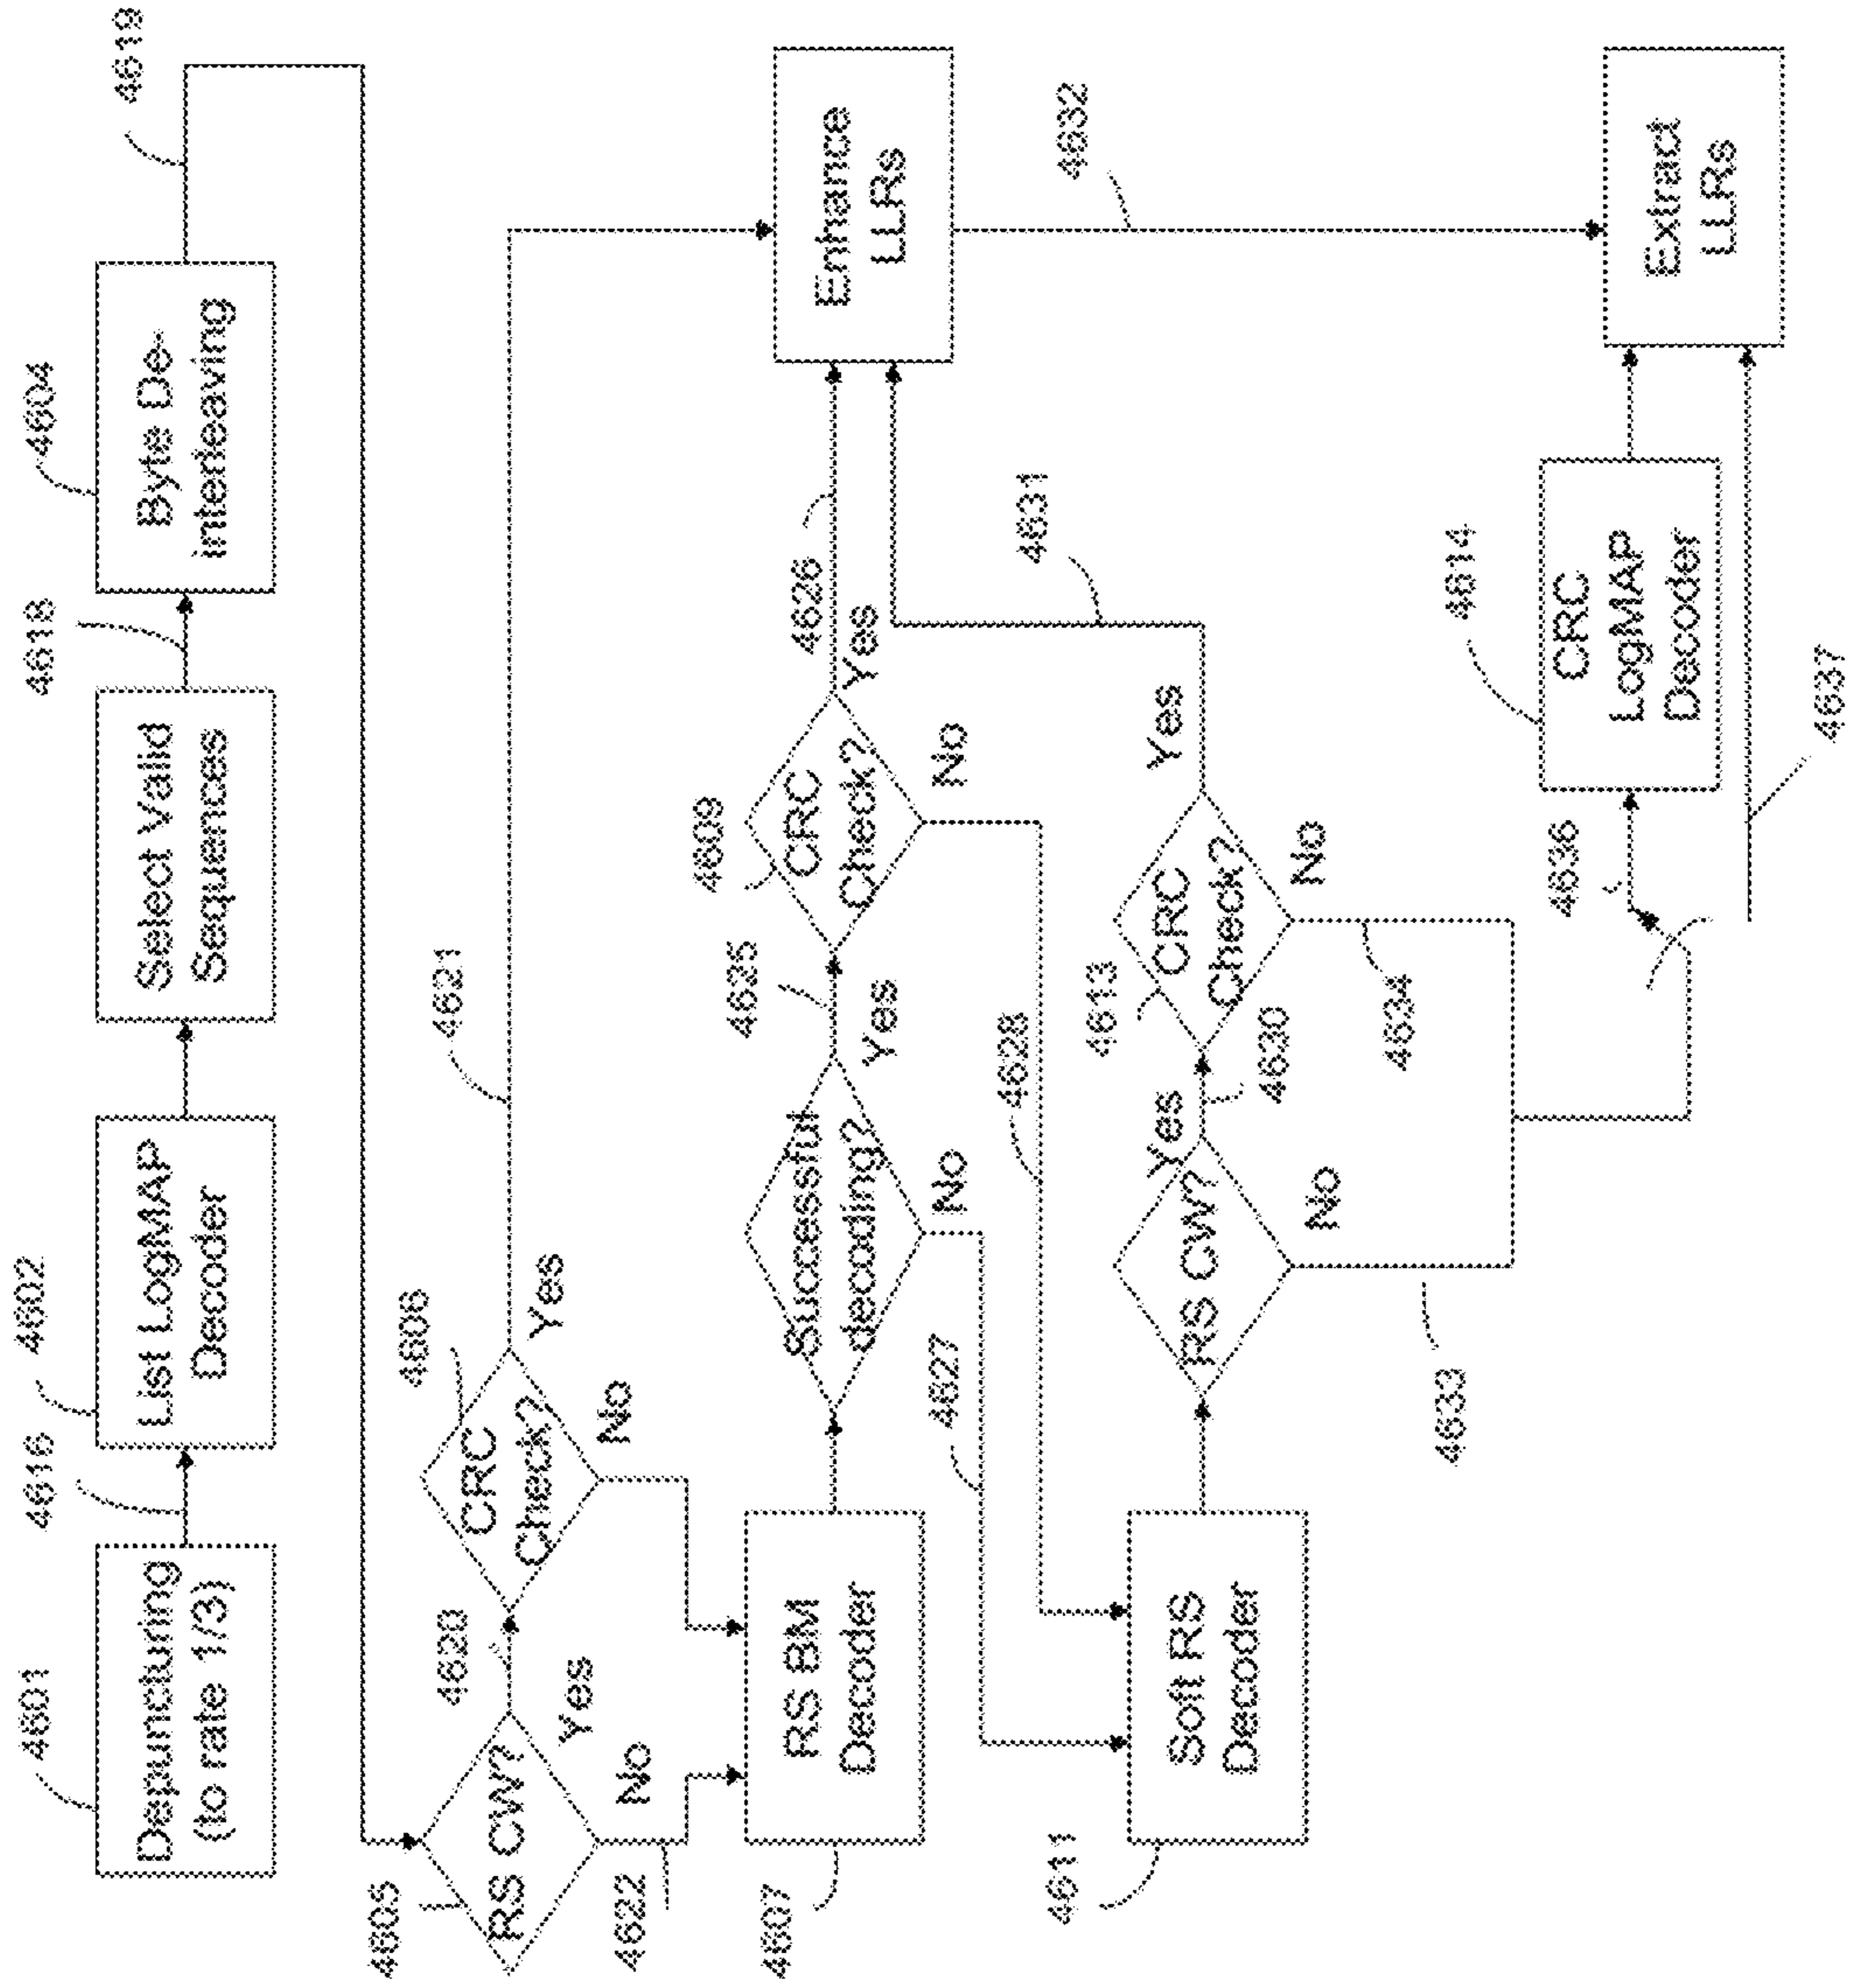 4601
Depuncturing
(to rate 1/3)
4616
4602
List LogMAP
Decoder
Select Valid
Sequences
4618
4604
Byte De-
interleaving
4619
4605
RS CW?
Yes
No
4622
4620
4606
CRC
Check?
Yes
No
4621
4607
RS BM
Decoder
Successful
decoding?
Yes
No
4625
4627
4609
CRC
Check?
Yes
No
4626
4628
Enhance
LLRs
4632
4611
Soft RS
Decoder
RS CW?
Yes
No
4633
4630
4613
CRC
Check?
Yes
No
4631
4634
4636
4614
CRC
LogMAP
Decoder
4637
Extract
LLRs